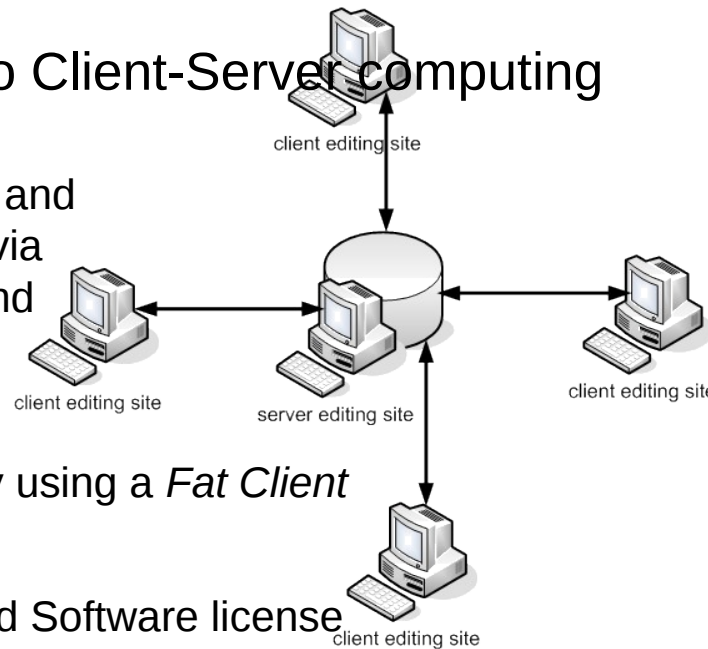 o Client-Server computing
client editing site
and
via
nd
client editing site
server editing site
client editing site
y using a Fat Client
d Software license
client editing site